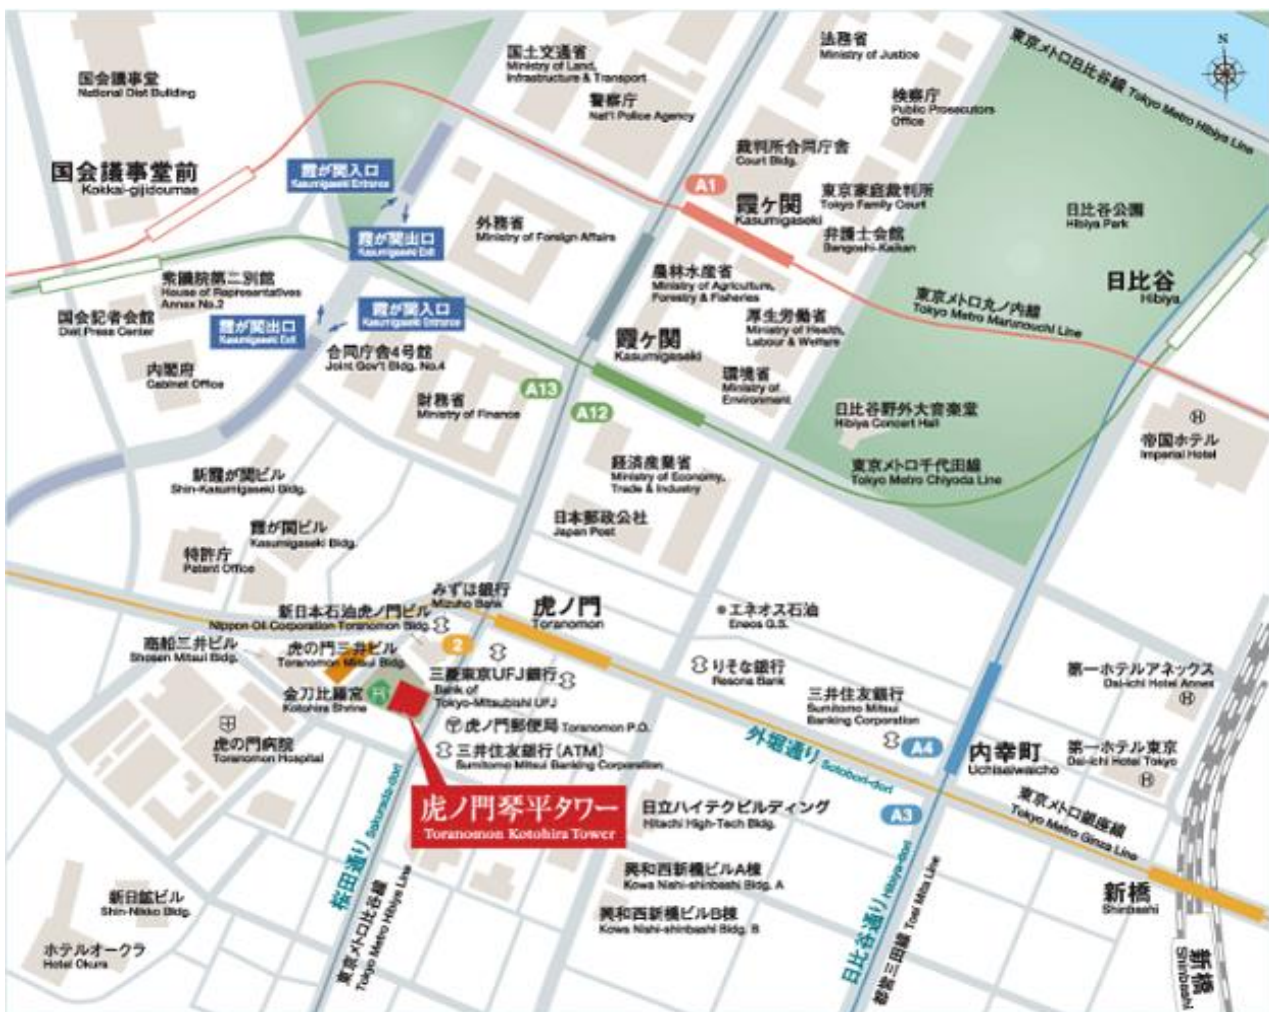 国会議事堂
National Diet Building
国会議事堂前
Kokkai-gijidoumae
霞が関入口
Kasumigaseki Entrance
霞が関出口
Kasumigaseki Exit
国土交通省
Ministry of Land,
Infrastructure & Transport
警察庁
Nat'l Police Agency
法務省
Ministry of Justice
検察庁
Public Prosecutors
Office
裁判所合同庁舎
Court Bldg.
A1
霞ヶ関
Kasumigaseki
東京家庭裁判所
Tokyo Family Court
弁護士会館
Bengoshi-Kaikan
東京メトロ日比谷線 Tokyo Metro Hibiya Line
N
日比谷公園
Hibiya Park
日比谷
Hibiya
外務省
Ministry of Foreign Affairs
衆議院第二別館
House of Representatives
Annex No.2
国会記者会館
Diet Press Center
霞が関出口
Kasumigaseki Exit
霞が関入口
Kasumigaseki Entrance
内閣府
Cabinet Office
合同庁舎4号館
Joint Gov't Bldg. No.4
財務省
Ministry of Finance
農林水産省
Ministry of Agriculture,
Forestry & Fisheries
厚生労働省
Ministry of Health,
Labour & Welfare
霞ヶ関
Kasumigaseki
環境省
Ministry of
Environment
A13
A12
東京メトロ丸ノ内線
Tokyo Metro Marunouchi Line
日比谷野外大音楽堂
Hibiya Concert Hall
H
帝国ホテル
Imperial Hotel
東京メトロ千代田線
Tokyo Metro Chiyoda Line
新霞が関ビル
Shin-Kasumigaseki Bldg.
経済産業省
Ministry of Economy,
Trade & Industry
霞が関ビル
Kasumigaseki Bldg.
日本郵政公社
Japan Post
特許庁
Patent Office
みずほ銀行
Mizuho Bank
虎ノ門
Toranomon
エネオス石油
Eneos G.S.
新日本石油虎ノ門ビル
Nippon Oil Corporation Toranomon Bldg.
2
商船三井ビル
Shosen Mitsui Bldg.
虎の門三井ビル
Toranomon Mitsui Bldg.
三菱東京UFJ銀行
Bank of
Tokyo-Mitsubishi UFJ
りそな銀行
Resona Bank
第一ホテルアネックス
Dai-ichi Hotel Annex
H
金刀比羅宮
Kotohira Shrine
三井住友銀行
Sumitomo Mitsui
Banking Corporation
虎ノ門郵便局 Toranomon P.O.
虎の門病院
Toranomon Hospital
三井住友銀行(ATM)
Sumitomo Mitsui Banking Corporation
外堀通り Sotobori-dori
A4
内幸町
Uchisaiwaicho
第一ホテル東京
Dai-ichi Hotel Tokyo
H
虎ノ門琴平タワー
Toranomon Kotohira Tower
日立ハイテクビルディング
Hitachi High-Tech Bldg.
A3
東京メトロ銀座線
Tokyo Metro Ginza Line
桜田通り Sakurada-dori
東京メトロ日比谷線
Tokyo Metro Hibiya Line
興和西新橋ビルA棟
Kowa Nishi-shinbashi Bldg. A
興和西新橋ビルB棟
Kowa Nishi-shinbashi Bldg. B
日比谷通り Hibiya-dori
都営三田線 Toei Mita Line
新橋
Shinbashi
新日鉱ビル
Shin-Nikko Bldg.
ホテルオークラ
Hotel Okura
新橋
Shinbashi